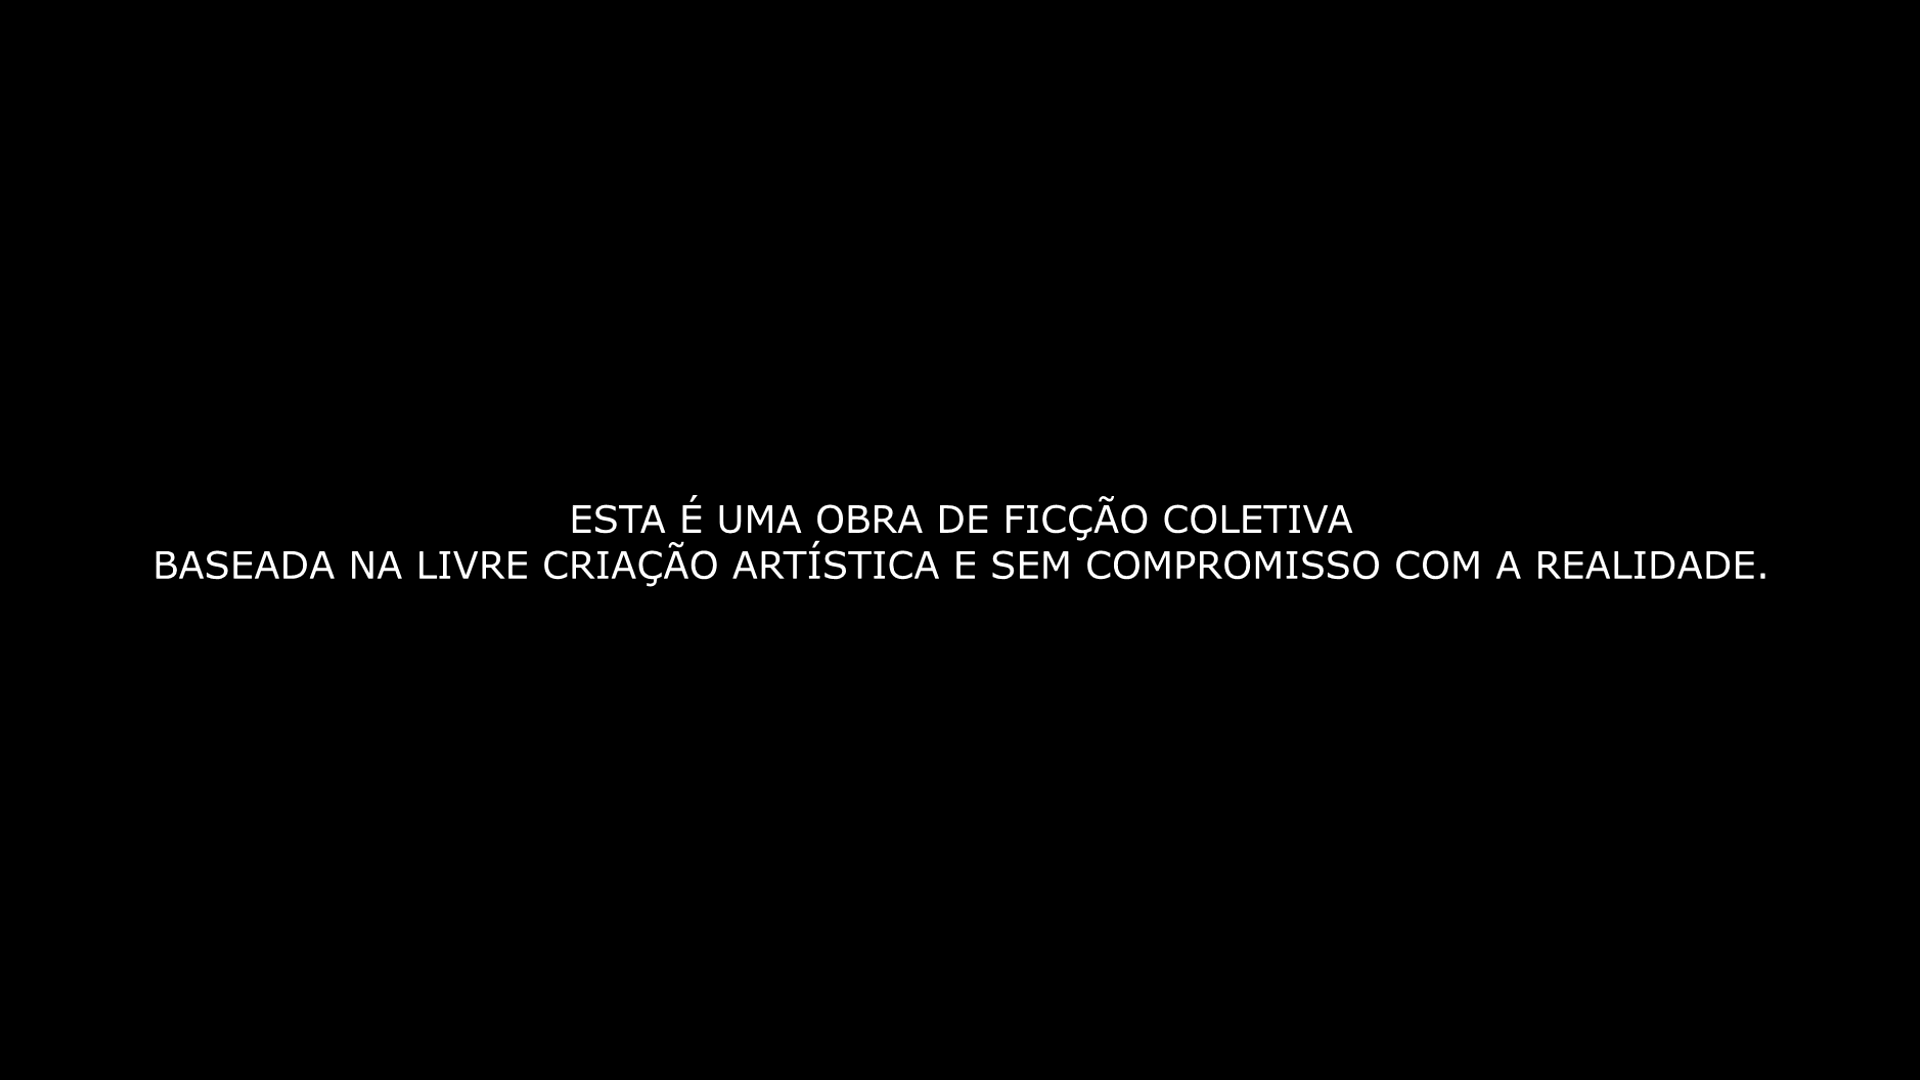 ESTA É UMA OBRA DE FICÇÃO COLETIVA
BASEADA NA LIVRE CRIAÇÃO ARTÍSTICA E SEM COMPROMISSO COM A REALIDADE.